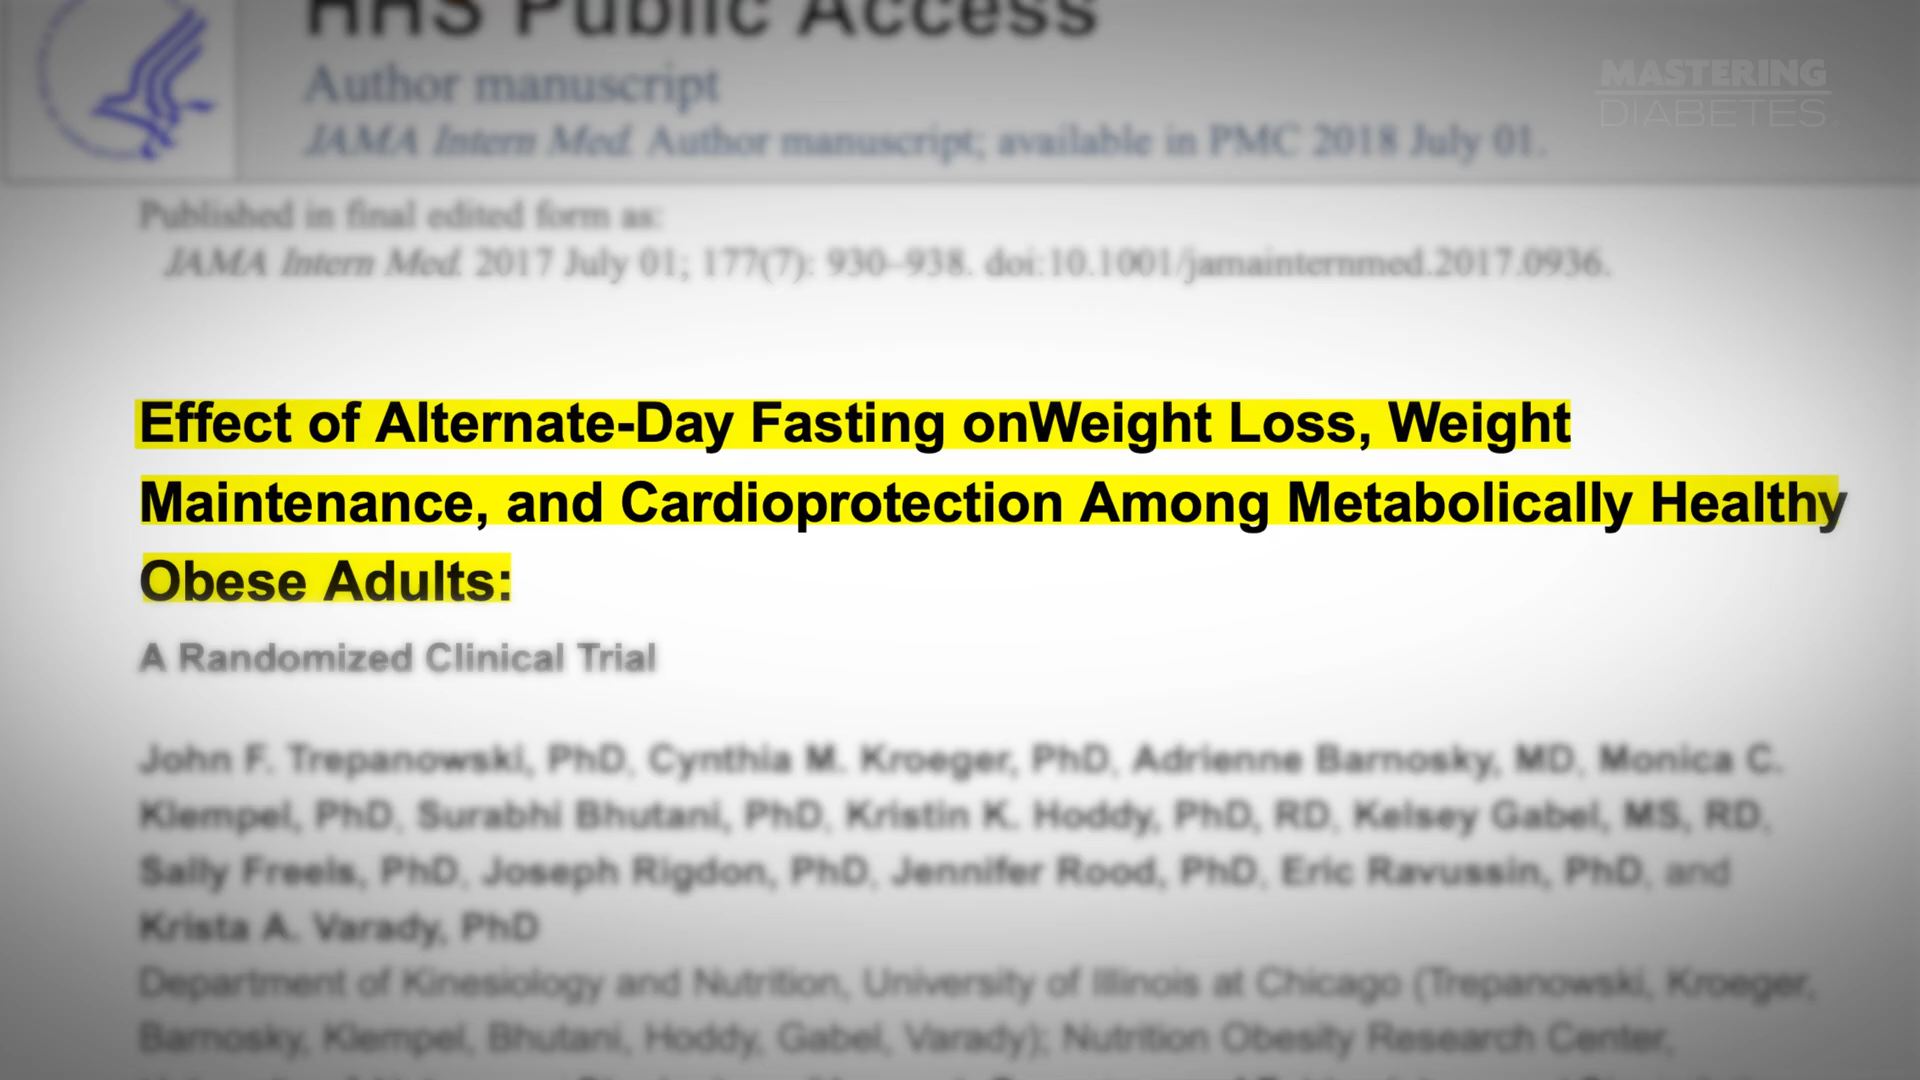 HHS Public Access
MASTERING
DIABETES.
Author manuscript
JAMA Intern Med. Author manuscript; available in PMC 2018 July 01.
Published in final edited form as:
JAMA Intern Med. 2017 July 01; 177(7): 930–938. doi:10.1001/jamainternmed.2017.0936.
Effect of Alternate-Day Fasting onWeight Loss, Weight
Maintenance, and Cardioprotection Among Metabolically Healthy
Obese Adults:
A Randomized Clinical Trial
John F. Trepanowski, PhD, Cynthia M. Kroeger, PhD, Adrienne Barnosky, MD, Monica C.
Klempel, PhD, Surabhi Bhutani, PhD, Kristin K. Hoddy, PhD, RD, Kelsey Gabel, MS, RD,
Sally Freels, PhD, Joseph Rigdon, PhD, Jennifer Rood, PhD, Eric Ravussin, PhD, and
Krista A. Varady, PhD
Department of Kinesiology and Nutrition, University of Illinois at Chicago (Trepanowski, Kroeger,
Barnosky, Klempel, Bhutani, Hoddy, Gabel, Varady); Nutrition Obesity Research Center,